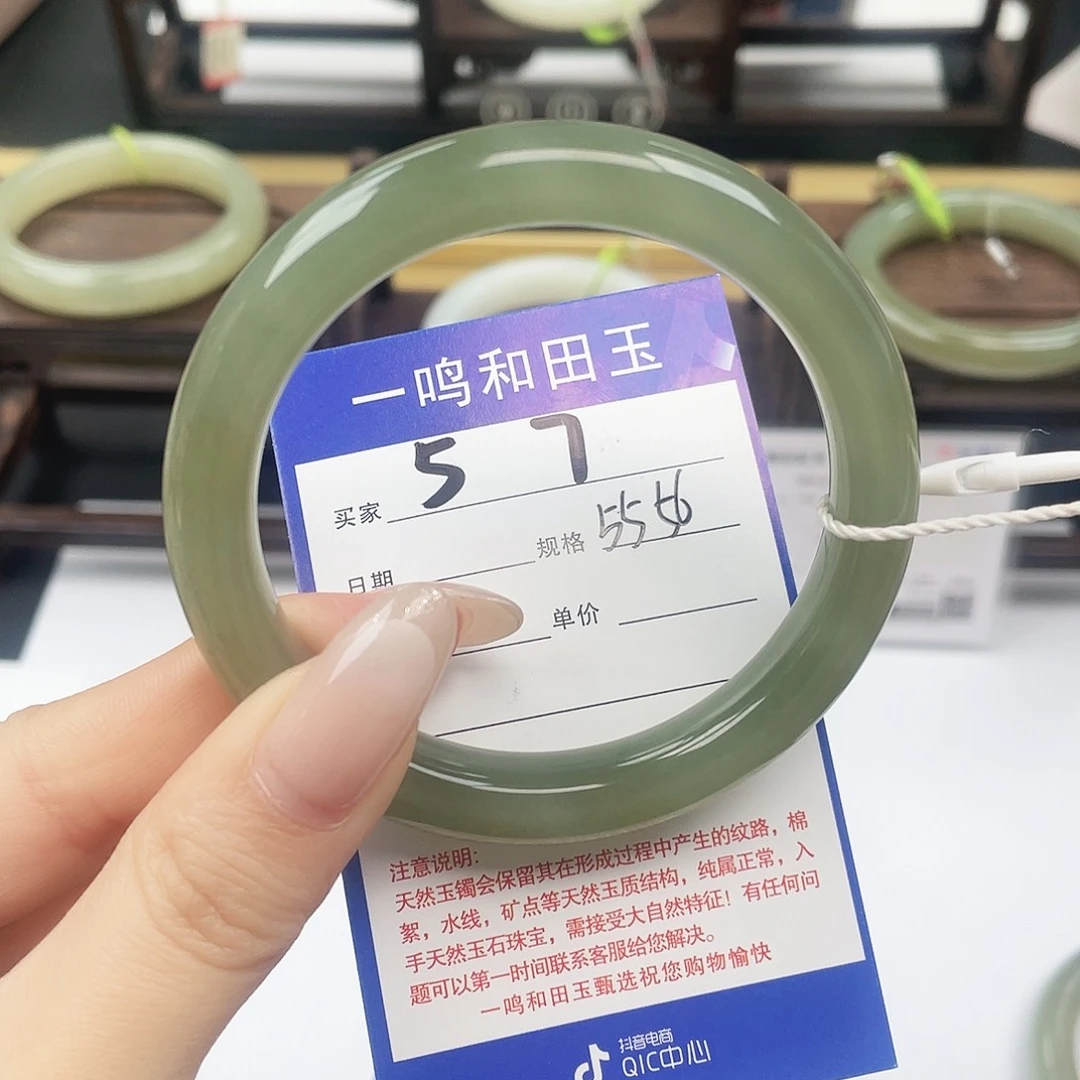 一鸣和田玉
买家 5 7
日期 规格 55 56
单价
注意说明:
天然玉镯会保留其在形成过程中产生的纹路，棉
絮，水线，矿点等天然玉质结构，纯属正常，入
手天然玉石珠宝，需接受大自然特征！有任何问
题可以第一时间联系客服给您解决。
一鸣和田玉甄选祝您购物愉快
抖音电商
QIC中心